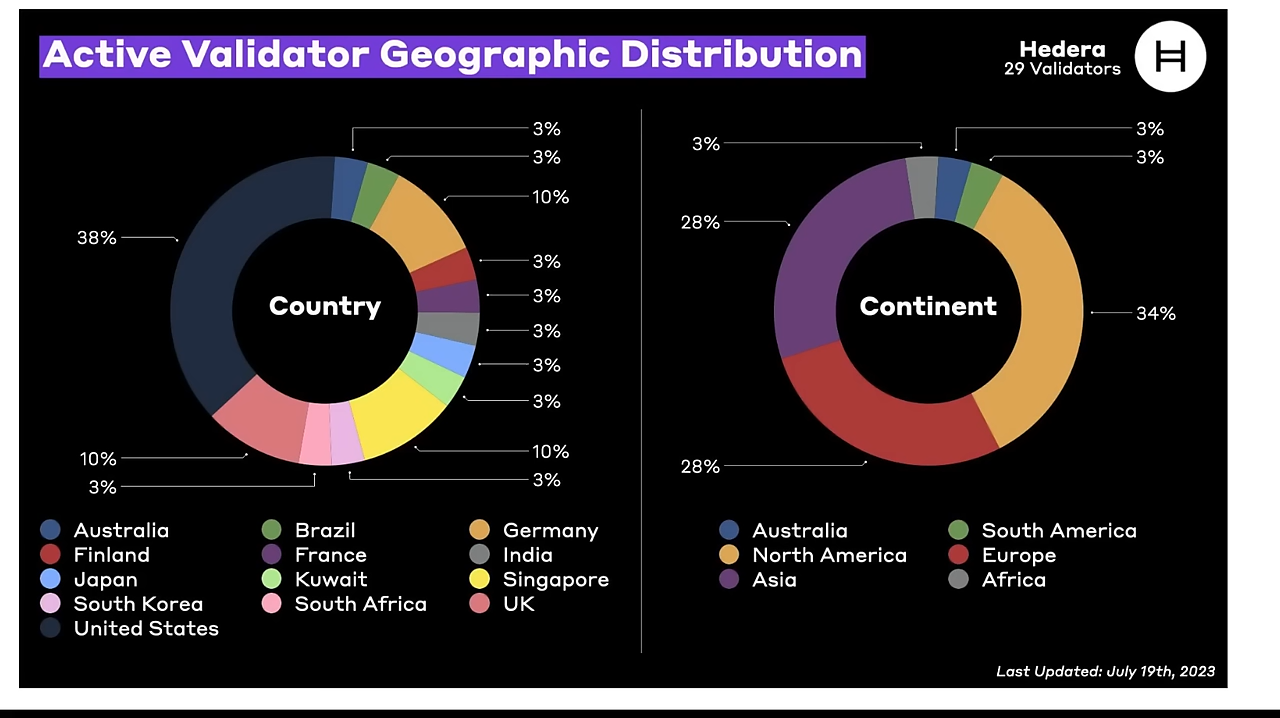 Active Validator Geographic Distribution
Hedera
29 Validators
3%
3%
10%
38%
3%
3%
3%
3%
3%
10%
10%
3%
3%
Country
3%
3%
3%
28%
34%
28%
Continent
Australia Brazil Germany
Finland France India
Japan Kuwait Singapore
South Korea South Africa UK
United States
Australia South America
North America Europe
Asia Africa
Last Updated: July 19th, 2023